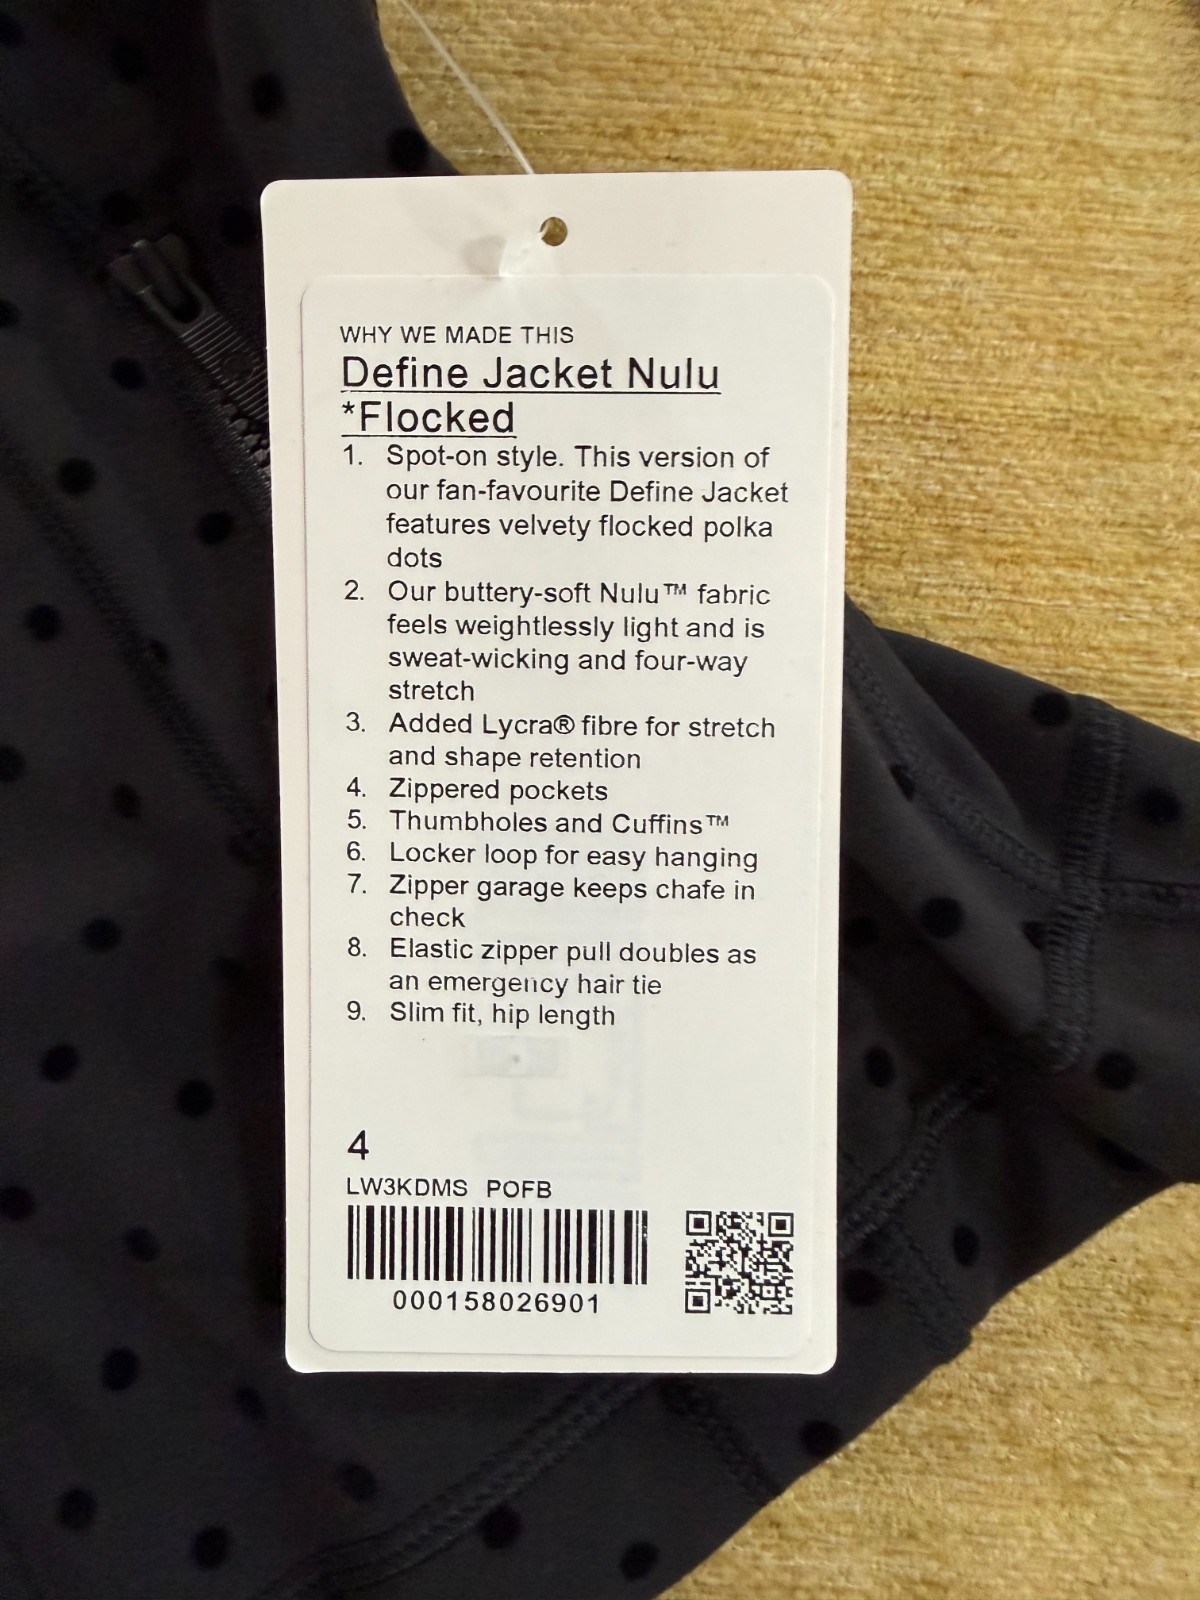 WHY WE MADE THIS
Define Jacket Nulu
*Flocked
1. Spot-on style. This version of
our fan-favourite Define Jacket
features velvety flocked polka
dots
2. Our buttery-soft Nulu™ fabric
feels weightlessly light and is
sweat-wicking and four-way
stretch
3. Added Lycra® fibre for stretch
and shape retention
4. Zippered pockets
5. Thumbholes and Cuffins™
6. Locker loop for easy hanging
7. Zipper garage keeps chafe in
check
8. Elastic zipper pull doubles as
an emergency hair tie
9. Slim fit, hip length
4
LW3KDMS POFB
000158026901